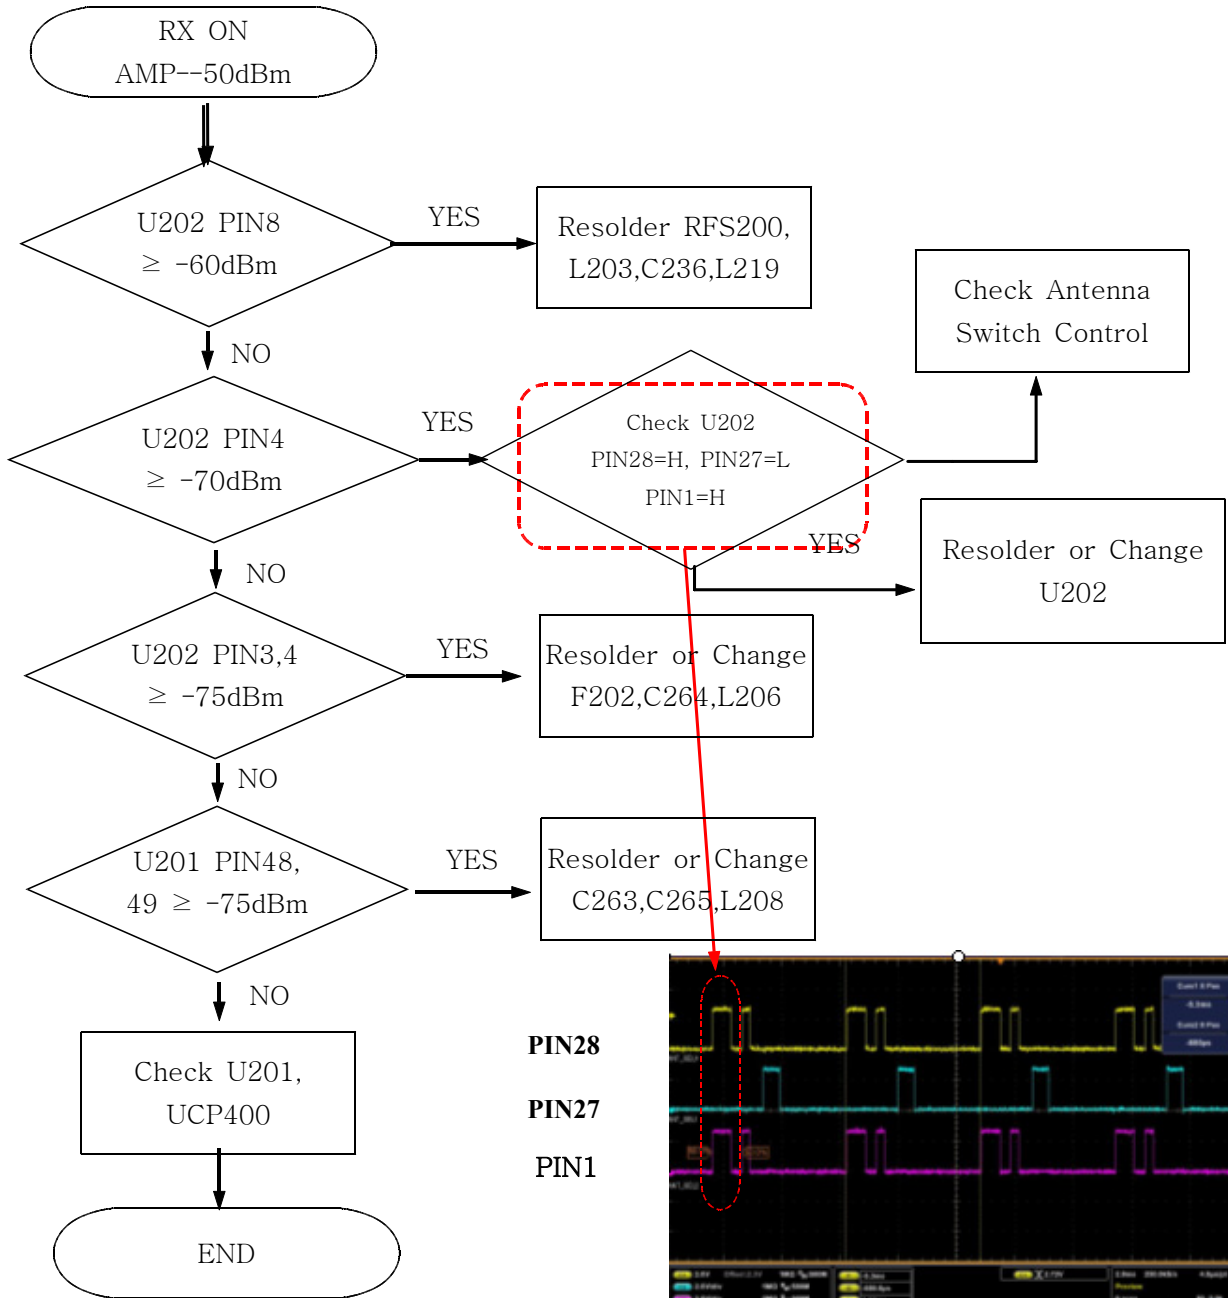 RX ON
AMP--50dBm
U202 PIN8
≥ -60dBm
YES
Resolder RFS200,
L203,C236,L219
Check Antenna
Switch Control
NO
U202 PIN4
≥ -70dBm
YES
Check U202
PIN28=H, PIN27=L
PIN1=H
YES
Resolder or Change
U202
NO
U202 PIN3,4
≥ -75dBm
YES
Resolder or Change
F202,C264,L206
NO
U201 PIN48,
49 ≥ -75dBm
YES
Resolder or Change
C263,C265,L208
NO
Check U201,
UCP400
END
PIN28
PIN27
PIN1